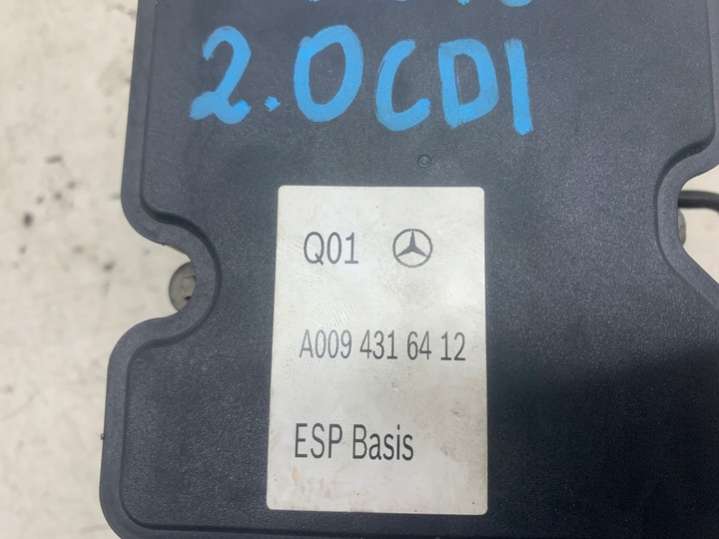 2.0CDI
Q01
A009 431 64 12
ESP Basis